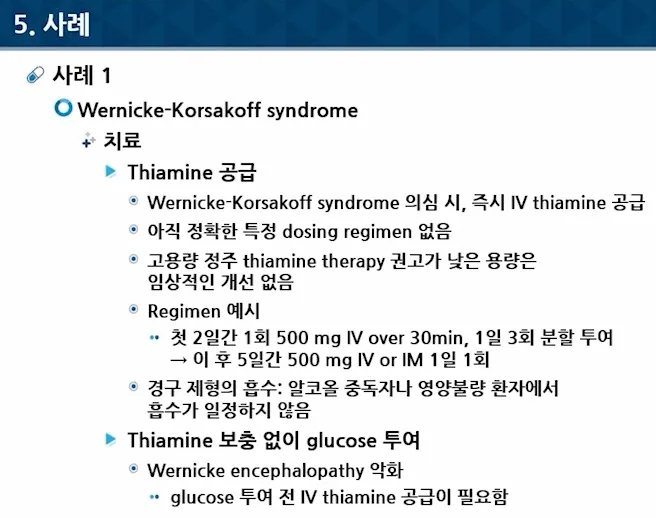 5. 사례
사례 1
Wernicke-Korsakoff syndrome
치료
Thiamine 공급
Wernicke-Korsakoff syndrome 의심 시, 즉시 IV thiamine 공급
아직 정확한 특정 dosing regimen 없음
고용량 정주 thiamine therapy 권고가 낮은 용량은
임상적인 개선 없음
Regimen 예시
첫 2일간 1회 500 mg IV over 30min, 1일 3회 분할 투여
→ 이 후 5일간 500 mg IV or IM 1일 1회
경구 제형의 흡수: 알코올 중독자나 영양불량 환자에서
흡수가 일정하지 않음
Thiamine 보충 없이 glucose 투여
Wernicke encephalopathy 악화
glucose 투여 전 IV thiamine 공급이 필요함